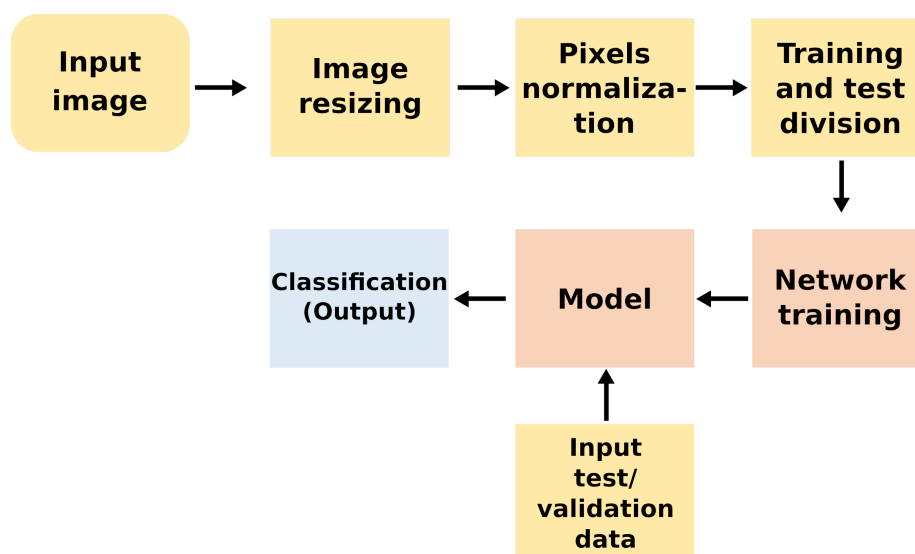 Input
image
Image
resizing
Pixels
normaliza-
tion
Training
and test
division
Classification
(Output)
Model
Network
training
Input
test/
validation
data